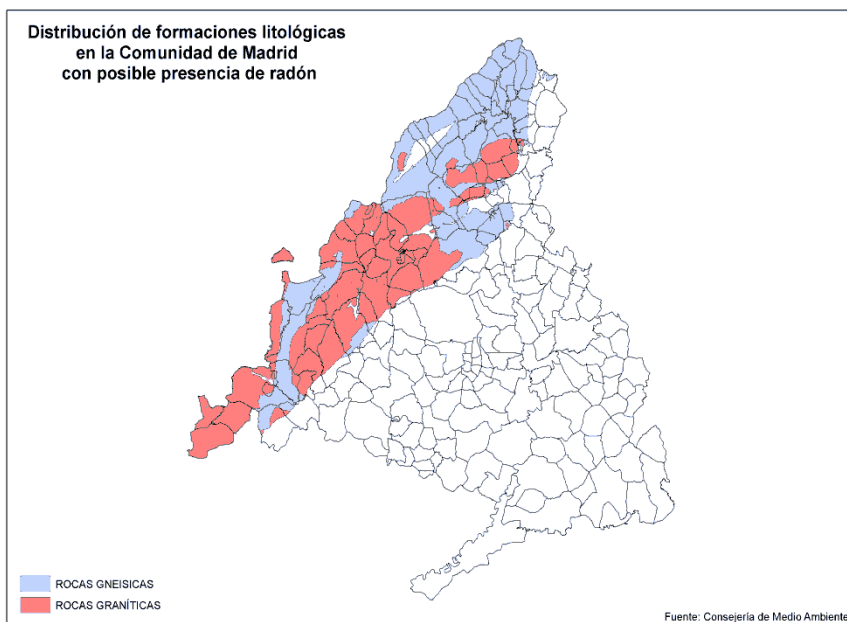 Distribución de formaciones litológicas
en la Comunidad de Madrid
con posible presencia de radón
ROCAS GNEISICAS
ROCAS GRANÍTICAS
Fuente: Consejería de Medio Ambiente